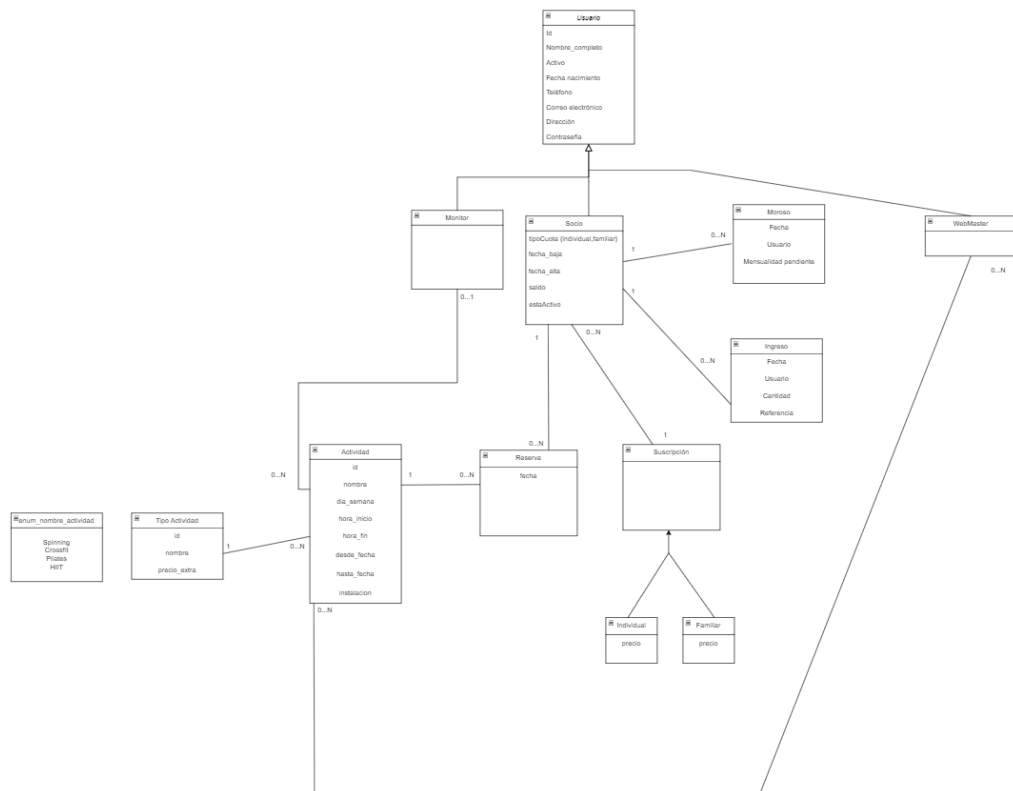 Usuario
Id
Nombre_completo
Activo
Fecha nacimiento
Teléfono
Correo electrónico
Dirección
Contraseña
Monitor
0...1
Socio
tipoCuota {individual,familiar}
fecha_baja
fecha_alta
saldo
estaActivo
1
0...N
Moroso
Fecha
Usuario
Mensualidad pendiente
WebMaster
0...N
1
0...N
Ingreso
Fecha
Usuario
Cantidad
Referencia
1
0...N
0...N
1
0...N
Actividad
id
nombre
dia_semana
hora_inicio
hora_fin
desde_fecha
hasta_fecha
instalacion
1
0...N
Reserva
fecha
Suscripción
enum_nombre_actividad
Spinning
Crossfit
Pilates
HIIT
Tipo Actividad
id
nombre
precio_extra
1
0...N
0...N
Individual
precio
Familiar
precio